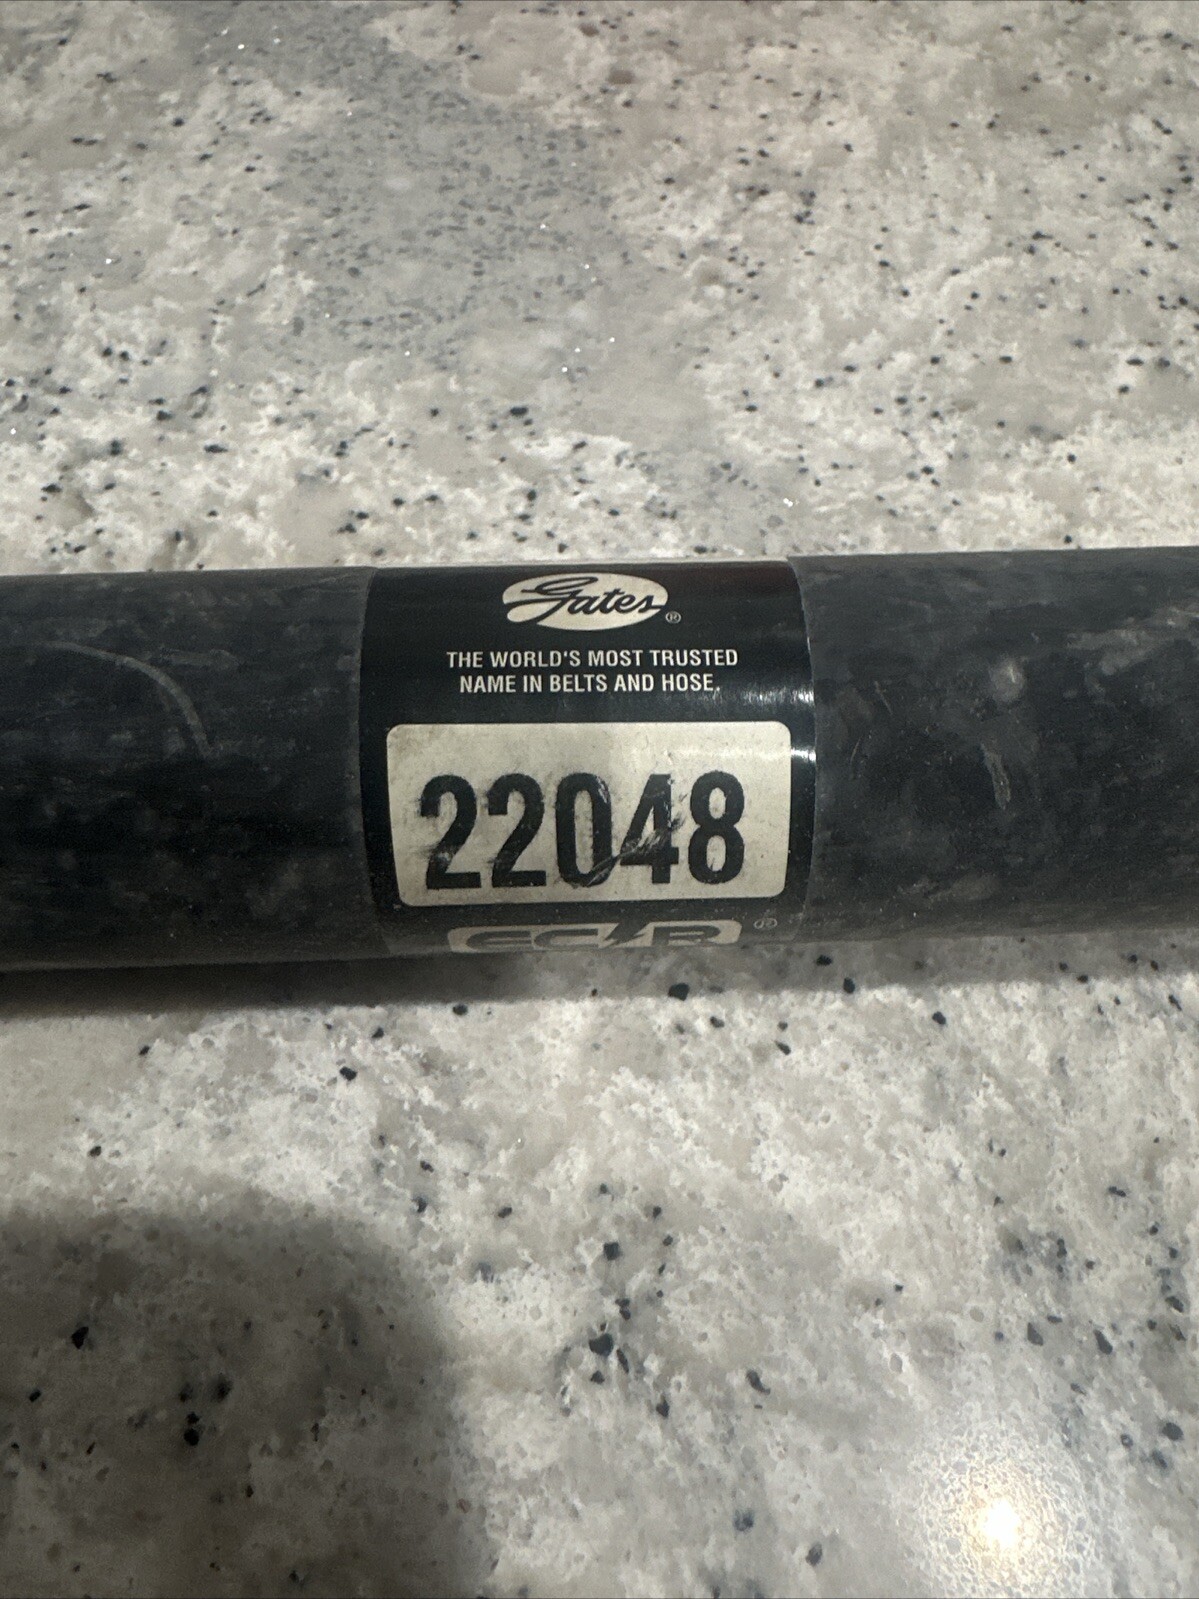 Gates®
THE WORLD'S MOST TRUSTED
NAME IN BELTS AND HOSE.
22048
®